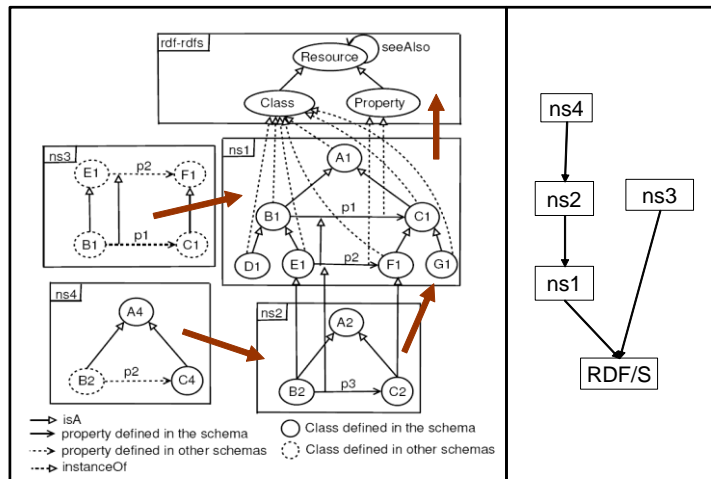 rdf-rdfs
Resource
seeAlso
Class
Property
ns3
E1
p2
F1
B1
p1
C1
ns1
A1
B1
p1
C1
D1
E1
p2
F1
G1
ns4
A4
B2
p2
C4
ns2
A2
B2
p3
C2
isA
property defined in the schema
property defined in other schemas
instanceOf
Class defined in the schema
Class defined in other schemas
ns4
ns2
ns3
ns1
RDF/S